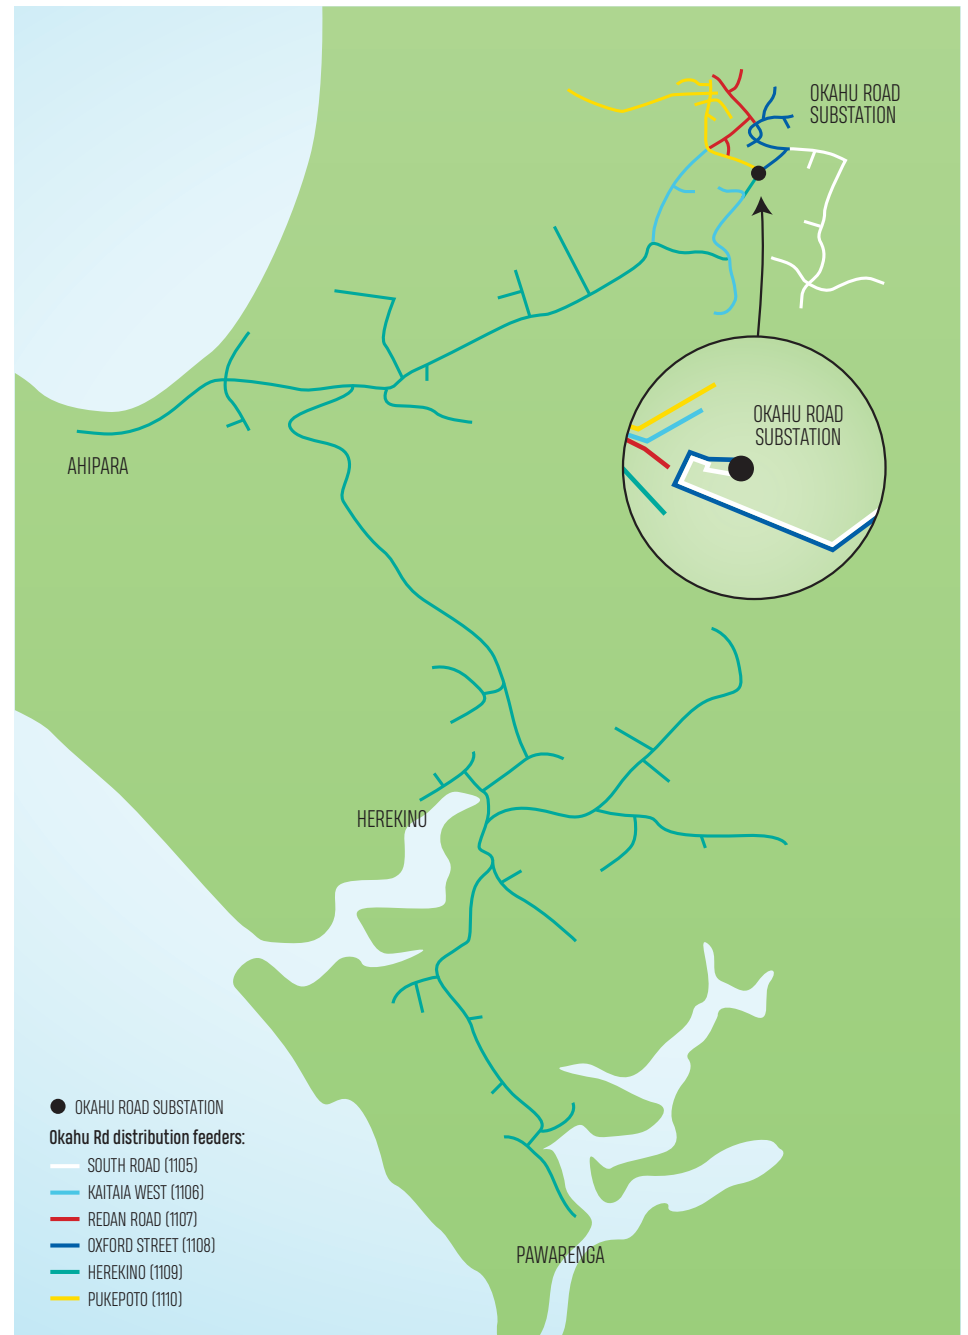 OKAHU ROAD
SUBSTATION
OKAHU ROAD
SUBSTATION
AHIPARA
HEREKINO
PAWARENGA
OKAHU ROAD SUBSTATION
Okahu Rd distribution feeders:
SOUTH ROAD (1105)
KAITAIA WEST (1106)
REDAN ROAD (1107)
OXFORD STREET (1108)
HEREKINO (1109)
PUKEPOTO (1110)